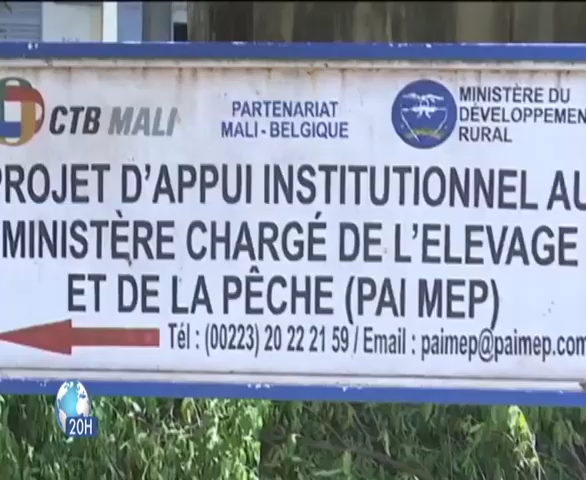 CTB MALI
PARTENARIAT
MALI - BELGIQUE
MINISTÈRE DU
DÉVELOPPEMEN
RURAL
PROJET D'APPUI INSTITUTIONNEL AU
MINISTÈRE CHARGÉ DE L'ELEVAGE
ET DE LA PÊCHE (PAI MEP)
Tél : (00223) 20 22 21 59 / Email : paimep@paimep.com
20H